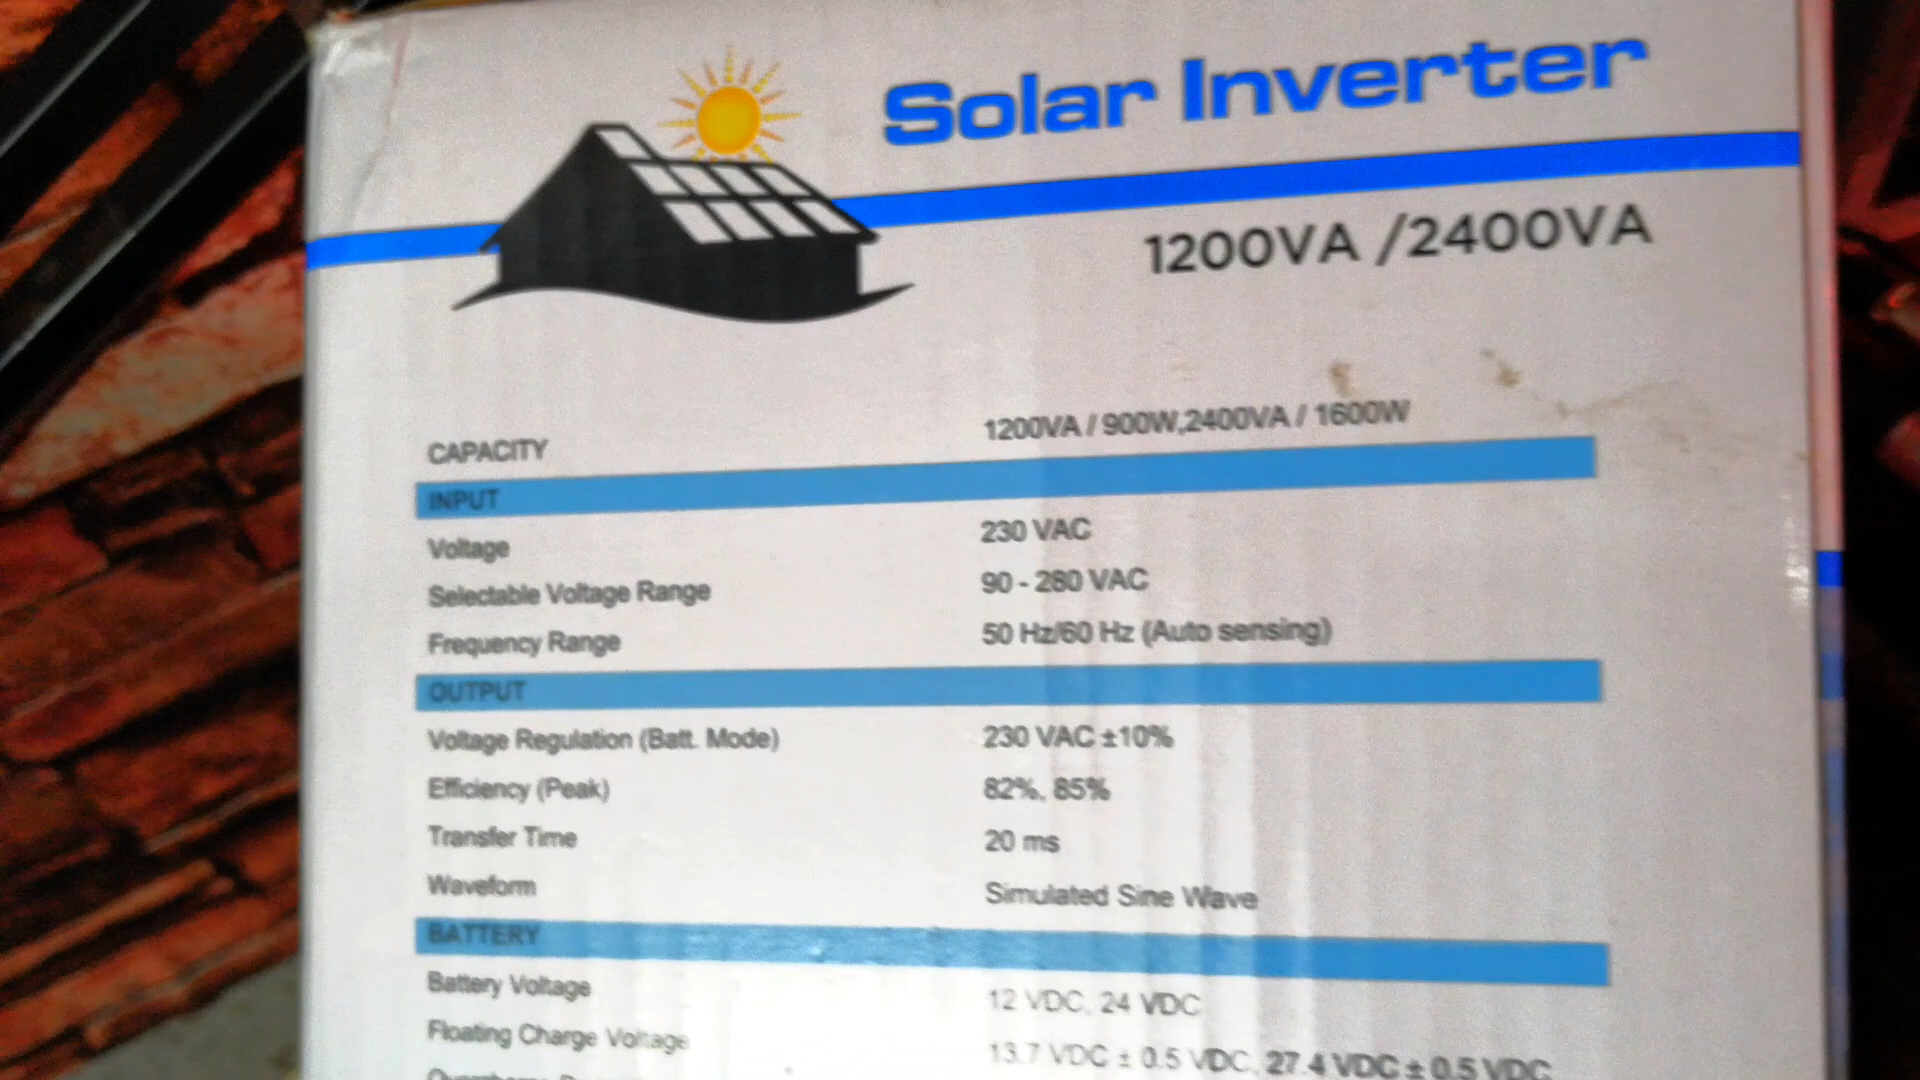 Solar Inverter
1200VA /2400VA
CAPACITY 1200VA / 900W,2400VA / 1600W
INPUT
Voltage 230 VAC
Selectable Voltage Range 90 - 280 VAC
Frequency Range 50 Hz/60 Hz (Auto sensing)
OUTPUT
Voltage Regulation (Batt. Mode) 230 VAC ±10%
Efficiency (Peak) 82%, 85%
Transfer Time 20 ms
Waveform Simulated Sine Wave
BATTERY
Battery Voltage 12 VDC, 24 VDC
Floating Charge Voltage 13.7 VDC ± 0.5 VDC, 27.4 VDC ± 0.5 VDC